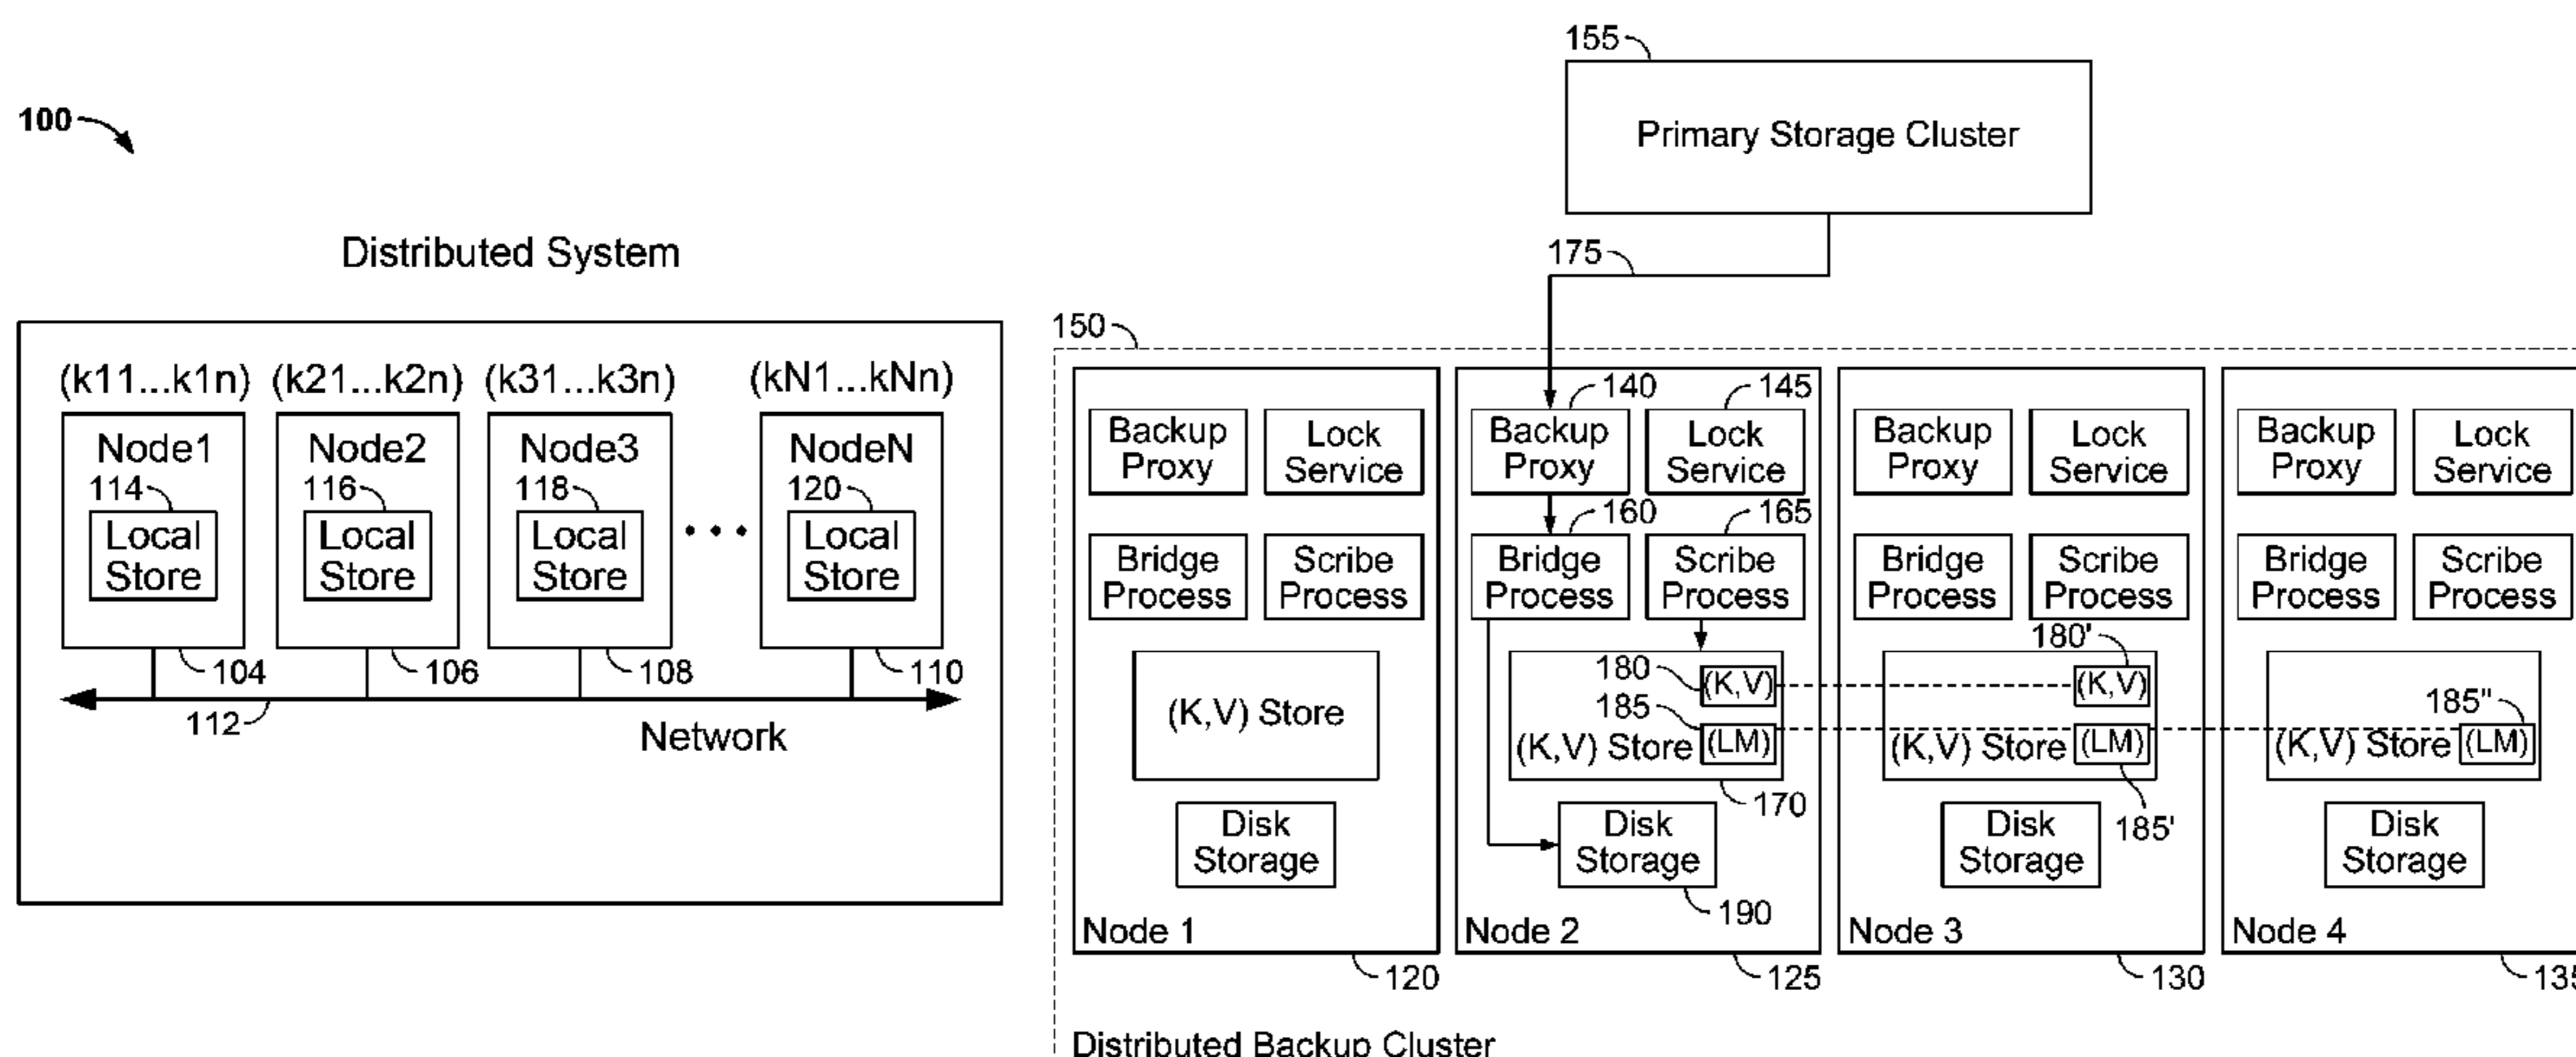 100
Distributed System
(k11...k1n) (k21...k2n) (k31...k3n) (kN1...kNn)
Node1 Node2 Node3 NodeN
114 116 118 120
Local Local Local ... Local
Store Store Store Store
104 106 108 110
112
Network
155
Primary Storage Cluster
175
150
140 145
Backup Lock Backup Lock Backup Lock Backup Lock
Proxy Service Proxy Service Proxy Service Proxy Service
160 165
Bridge Scribe Bridge Scribe Bridge Scribe Bridge Scribe
Process Process Process Process Process Process Process Process
180'
180 (K,V) (K,V)
(K,V) Store 185 185"
(K,V) Store (LM) (K,V) Store (LM) (K,V) Store (LM)
170 185'
Disk Disk Disk Disk
Storage Storage Storage Storage
190
Node 1 Node 2 Node 3 Node 4
120 125 130
Distributed Backup Cluster